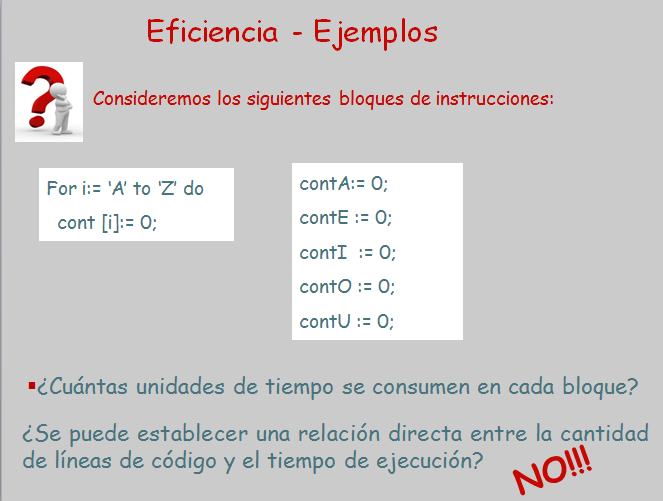 Eficiencia - Ejemplos
Consideremos los siguientes bloques de instrucciones:
For i:= ‘A’ to ‘Z’ do
cont [i]:= 0;
contA:= 0;
contE := 0;
contI := 0;
contO := 0;
contU := 0;
▪¿Cuántas unidades de tiempo se consumen en cada bloque?
¿Se puede establecer una relación directa entre la cantidad
de líneas de código y el tiempo de ejecución?
NO!!!